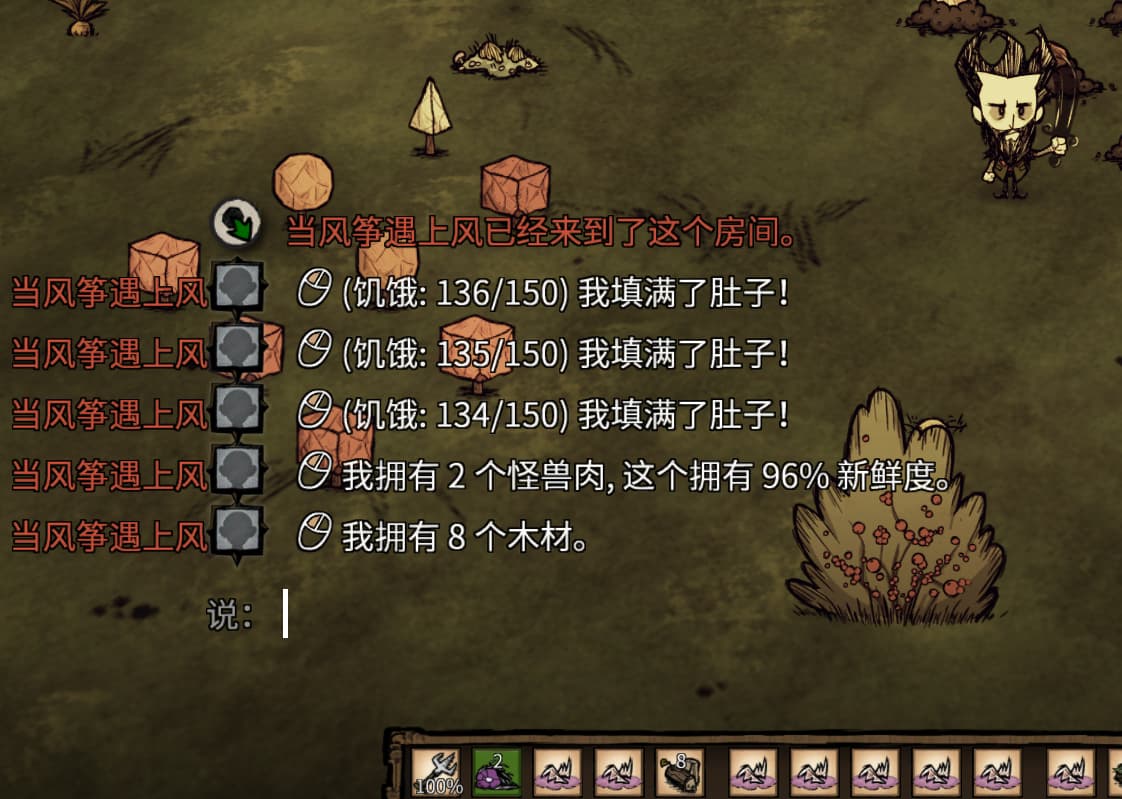 当风筝遇上风已经来到了这个房间。
当风筝遇上风 (饥饿: 136/150) 我填满了肚子!
当风筝遇上风 (饥饿: 135/150) 我填满了肚子!
当风筝遇上风 (饥饿: 134/150) 我填满了肚子!
当风筝遇上风 我拥有 2 个怪兽肉, 这个拥有 96% 新鲜度。
当风筝遇上风 我拥有 8 个木材。
说:
100% 2 8